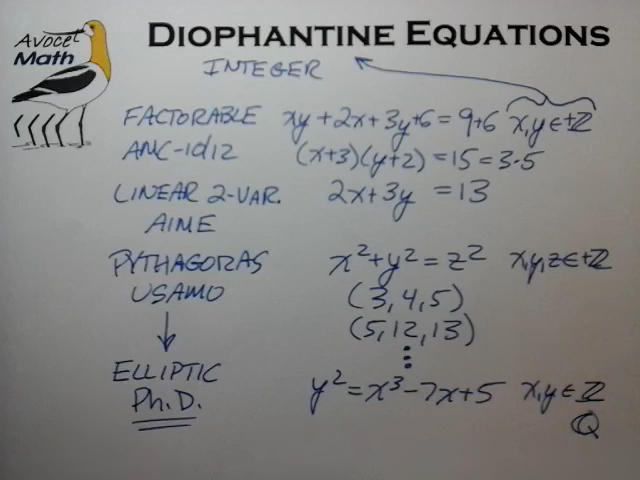 Avocet
Math
DIOPHANTINE EQUATIONS
INTEGER
FACTORABLE xy+2x+3y+6=9+6 x,y∈+ℤ
AMC-10/12 (x+3)(y+2)=15=3·5
LINEAR 2-VAR. 2x+3y=13
AIME
PYTHAGORAS x²+y²=z² x,y,z∈+ℤ
USAMO (3,4,5)
(5,12,13)
⋮
ELLIPTIC y²=x³-7x+5 x,y∈ℤ
Ph.D. ℚ